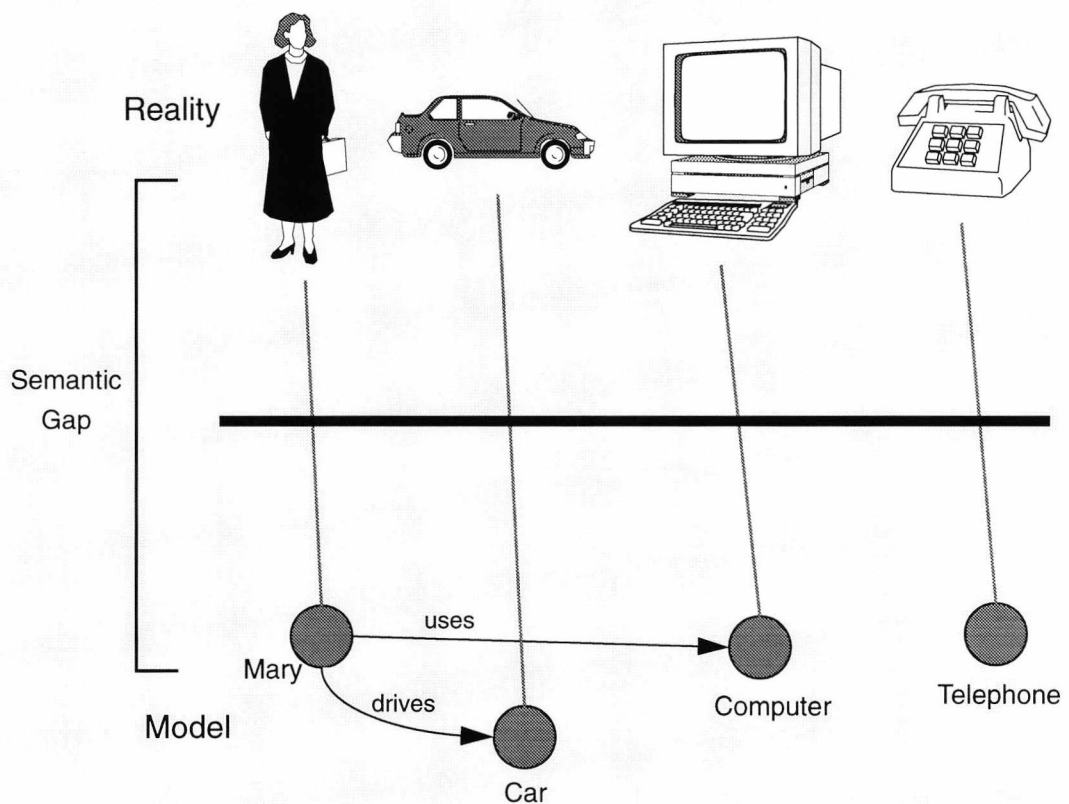 Reality
Semantic
Gap
uses
Mary
drives
Computer
Telephone
Model
Car